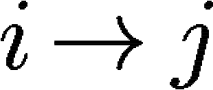 i → j